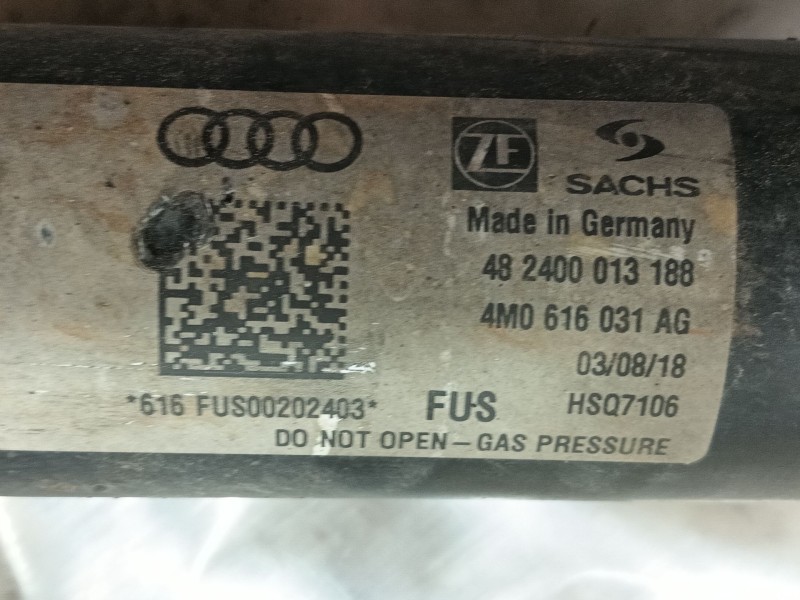 ZF
SACHS
Made in Germany
48 2400 013 188
4M0 616 031 AG
03/08/18
*616 FUS00202403* FUS HSQ7106
DO NOT OPEN – GAS PRESSURE